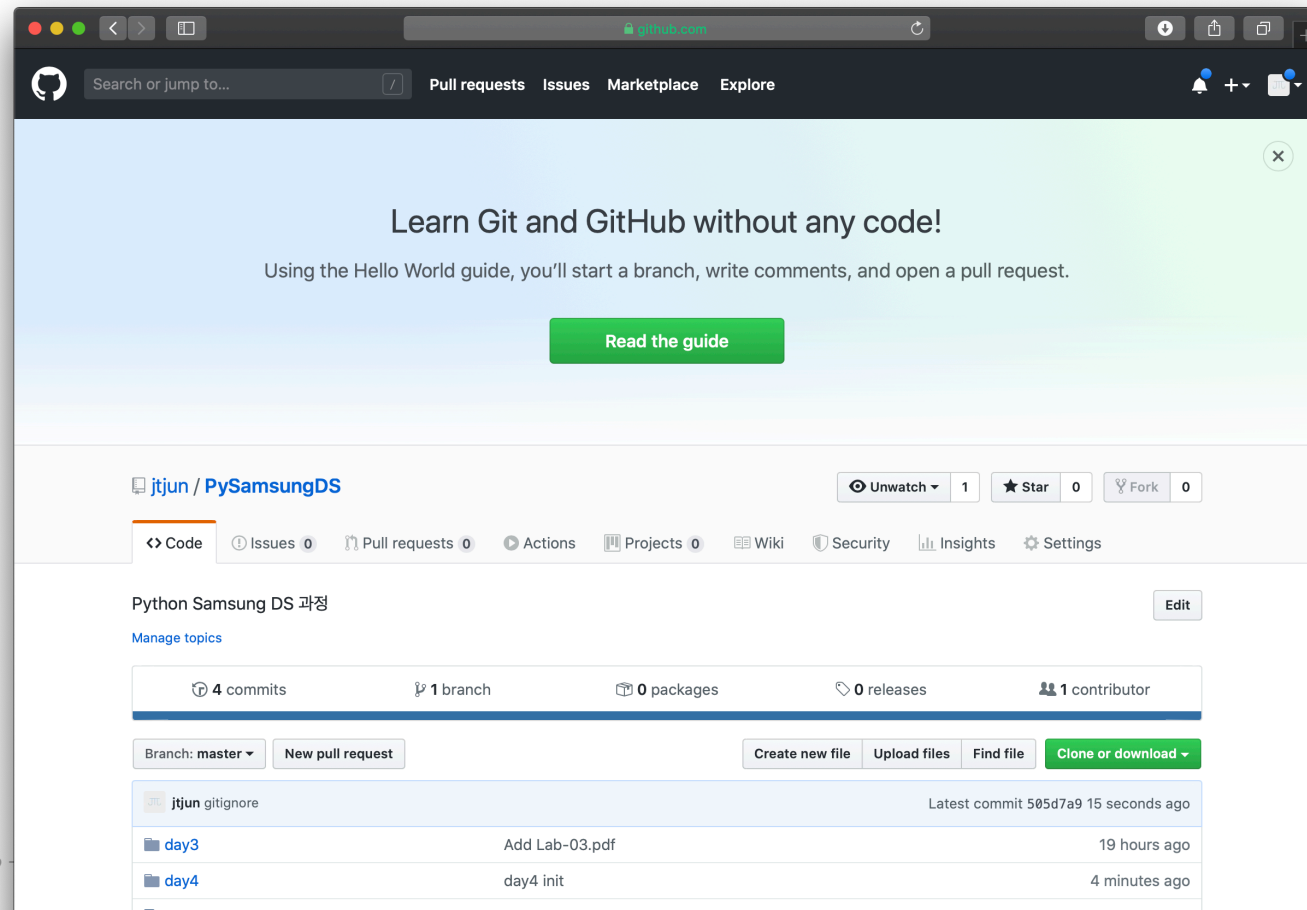 github.com
Search or jump to... /
Pull requests Issues Marketplace Explore
Learn Git and GitHub without any code!
Using the Hello World guide, you’ll start a branch, write comments, and open a pull request.
Read the guide
jtjun / PySamsungDS
Unwatch 1 Star 0 Fork 0
Code Issues 0 Pull requests 0 Actions Projects 0 Wiki Security Insights Settings
Python Samsung DS 과정
Edit
Manage topics
4 commits 1 branch 0 packages 0 releases 1 contributor
Branch: master New pull request Create new file Upload files Find file Clone or download
jtjun gitignore Latest commit 505d7a9 15 seconds ago
day3 Add Lab-03.pdf 19 hours ago
day4 day4 init 4 minutes ago